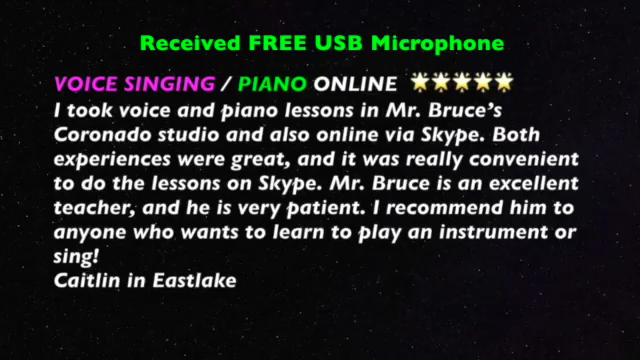 Received FREE USB Microphone
VOICE SINGING / PIANO ONLINE 🌟🌟🌟🌟🌟
I took voice and piano lessons in Mr. Bruce’s
Coronado studio and also online via Skype. Both
experiences were great, and it was really convenient
to do the lessons on Skype. Mr. Bruce is an excellent
teacher, and he is very patient. I recommend him to
anyone who wants to learn to play an instrument or
sing!
Caitlin in Eastlake